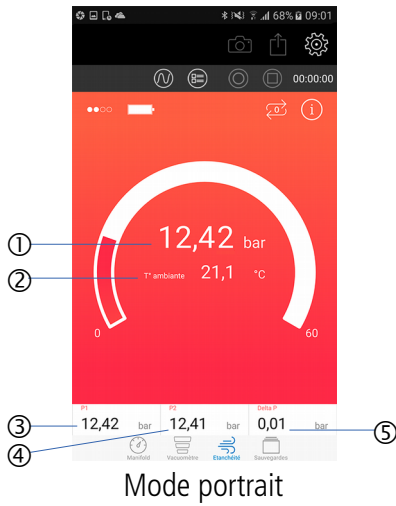 68% 09:01
00:00:00
0
i
① 12,42 bar
② T° ambiante 21,1 °C
0 60
P1 P2 Delta P
③ 12,42 bar 12,41 bar 0,01 bar ⑤
④
Manifold Vacuomètre Etanchéité Sauvegardes
Mode portrait